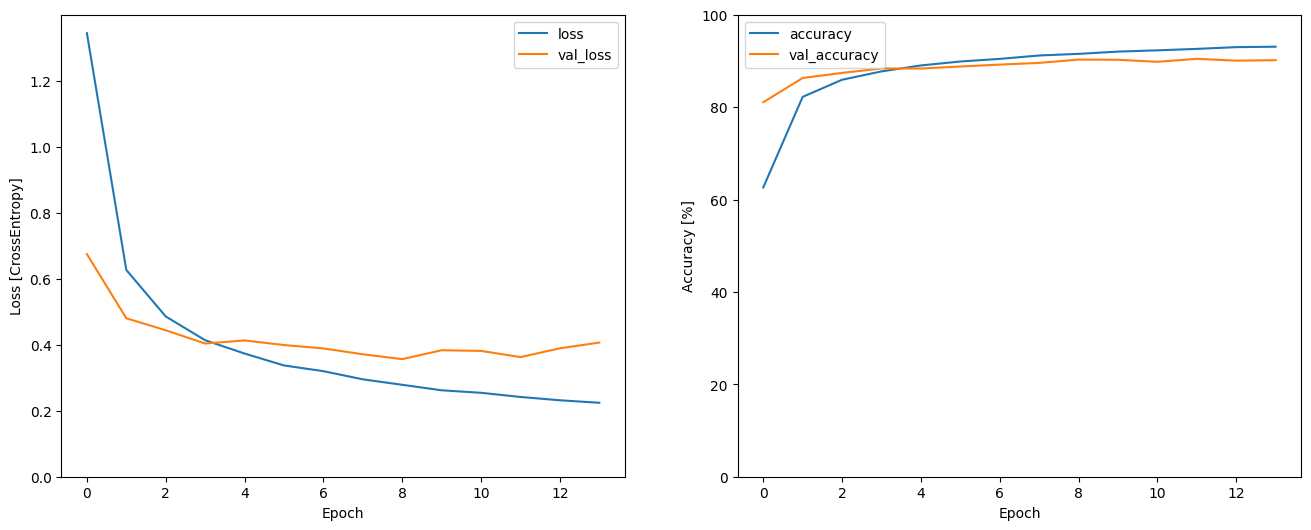 loss
val_loss
Loss [CrossEntropy]
1.2
1.0
0.8
0.6
0.4
0.2
0.0
0 2 4 6 8 10 12
Epoch
accuracy
val_accuracy
Accuracy [%]
100
80
60
40
20
0
0 2 4 6 8 10 12
Epoch